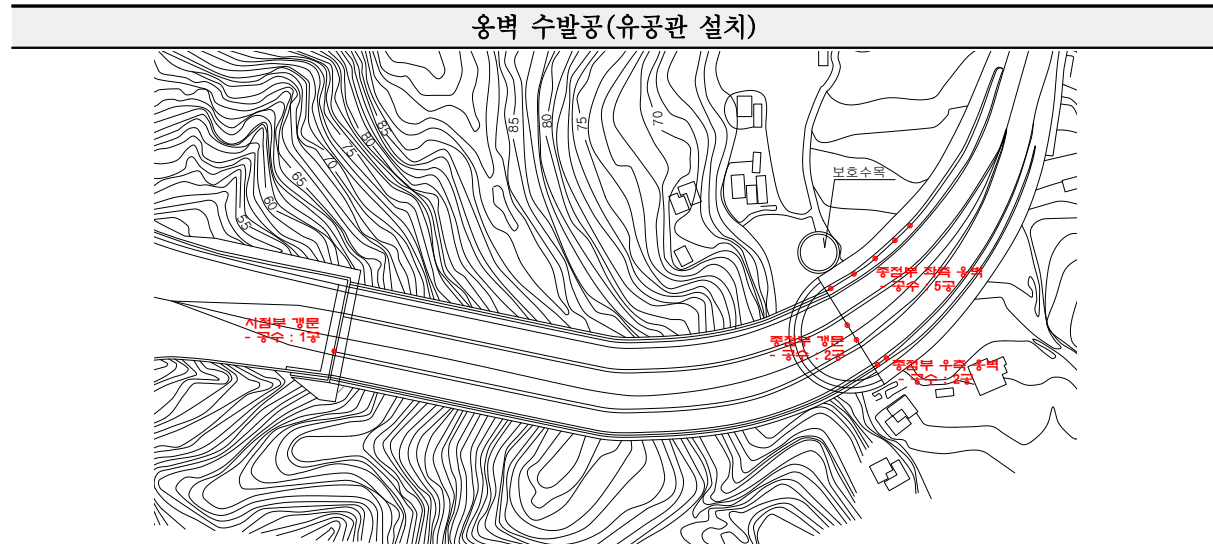 옹벽 수발공(유공관 설치)
85
80
75
70
85
80
75
70
65
60
55
보호수목
종점부 좌측 옹벽
- 공수 : 5공
시점부 갱문
- 공수 : 1공
종점부 갱문
- 공수 : 2공
종점부 우측 옹벽
- 공수 : 2공